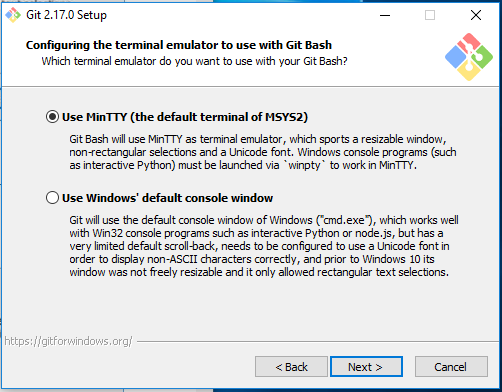 Git 2.17.0 Setup
Configuring the terminal emulator to use with Git Bash
Which terminal emulator do you want to use with your Git Bash?
Use MinTTY (the default terminal of MSYS2)
Git Bash will use MinTTY as terminal emulator, which sports a resizable window,
non-rectangular selections and a Unicode font. Windows console programs (such
as interactive Python) must be launched via `winpty` to work in MinTTY.
Use Windows' default console window
Git will use the default console window of Windows ("cmd.exe"), which works well
with Win32 console programs such as interactive Python or node.js, but has a
very limited default scroll-back, needs to be configured to use a Unicode font in
order to display non-ASCII characters correctly, and prior to Windows 10 its
window was not freely resizable and it only allowed rectangular text selections.
https://gitforwindows.org/
< Back
Next >
Cancel